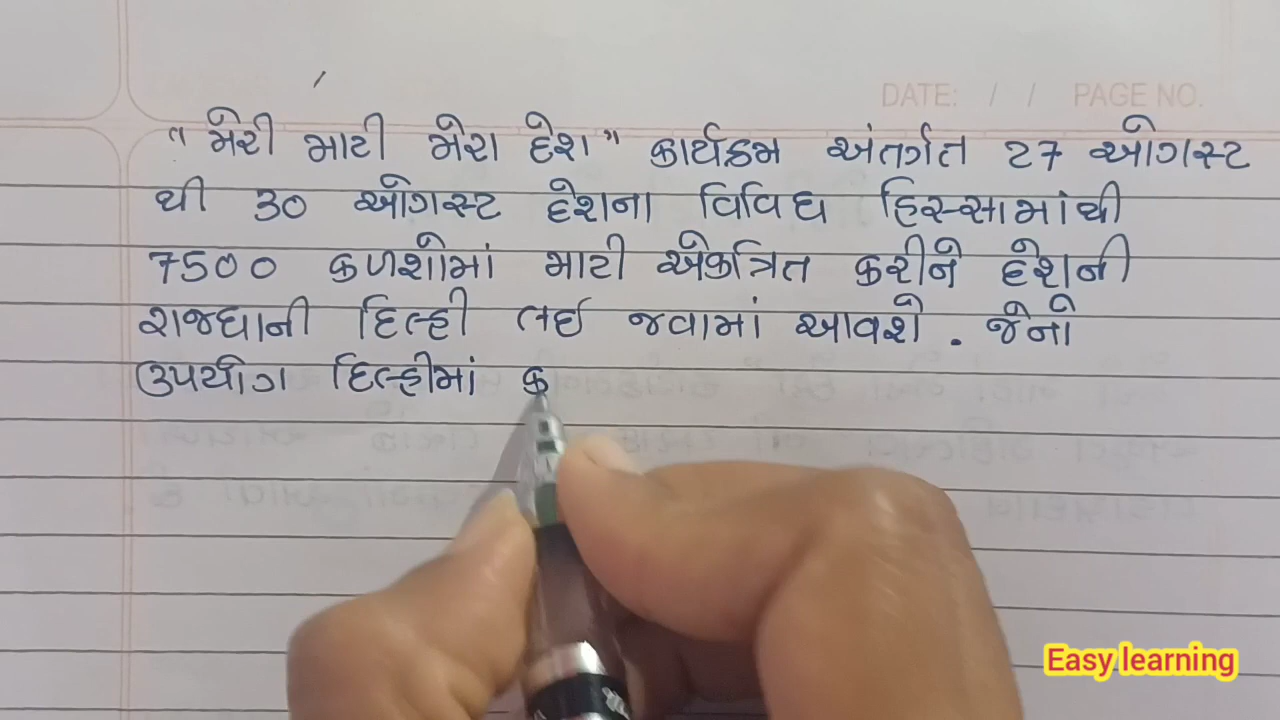 DATE: / / PAGE NO.
"મેરી માટી મેરા દેશ" કાર્યક્રમ અંતર્ગત 27 ઓગસ્ટ
થી 30 ઓગસ્ટ દેશના વિવિધ હિસ્સામાંથી
7500 કળશોમાં માટી એકત્રિત કરીને દેશની
રાજધાની દિલ્હી લઈ જવામાં આવશે. જેનો
ઉપયોગ દિલ્હીમાં ક
Easy learning